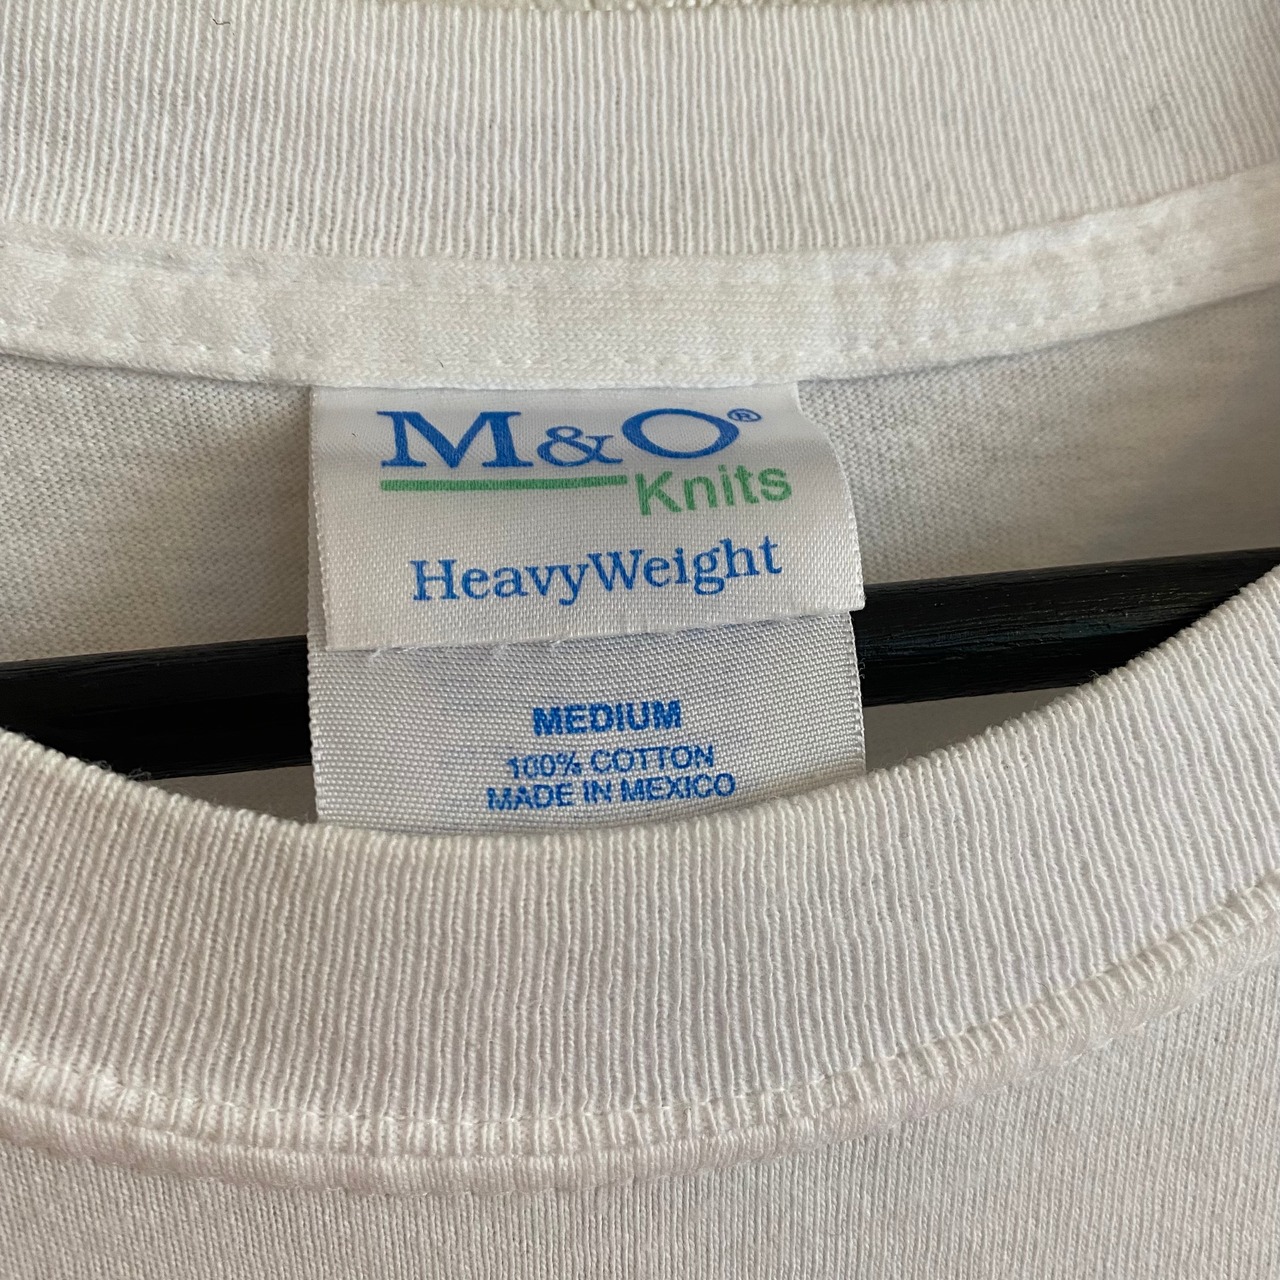 M&O®
Knits
HeavyWeight
MEDIUM
100% COTTON
MADE IN MEXICO